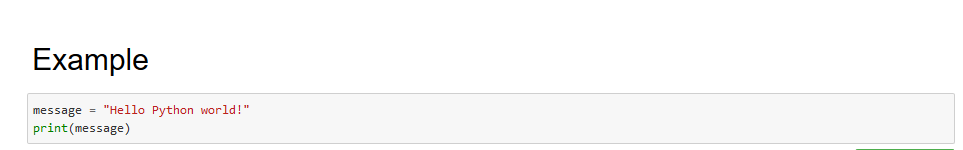 Example
message = "Hello Python world!"
print(message)